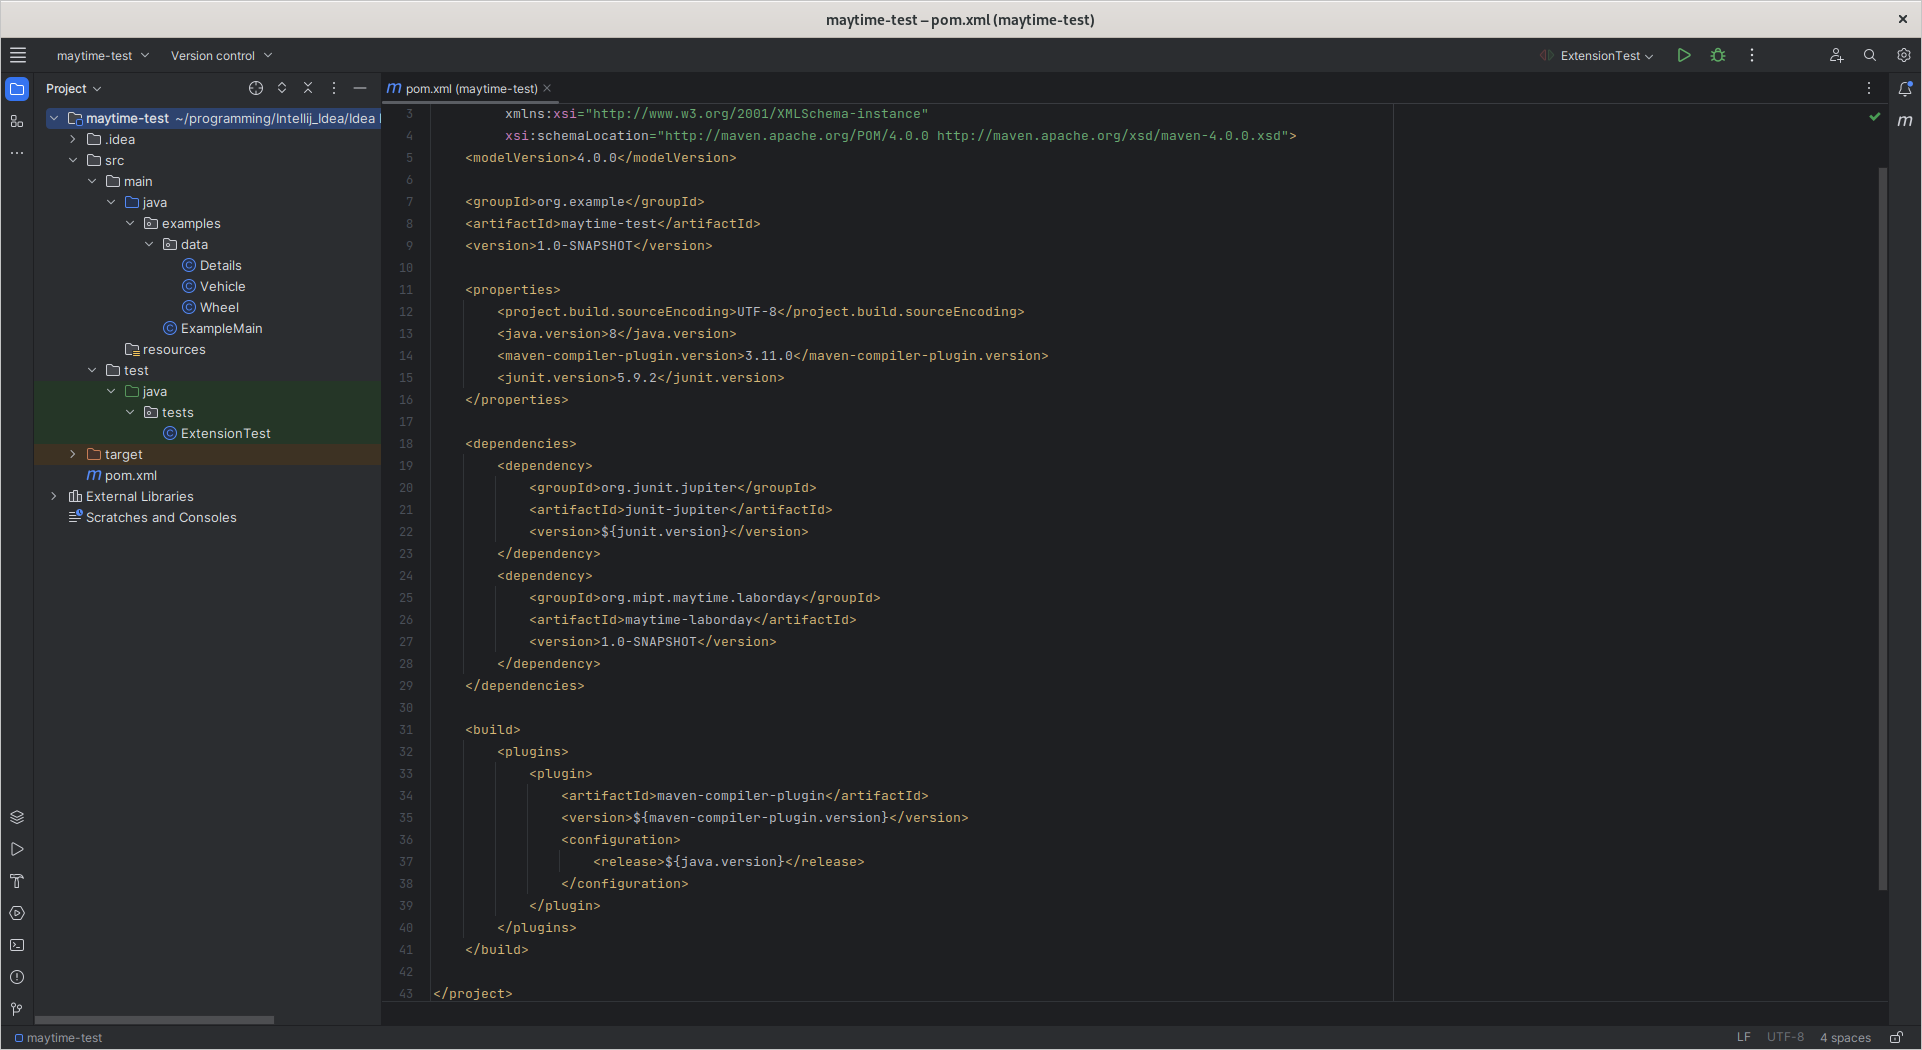 maytime-test – pom.xml (maytime-test)
maytime-test
Version control
ExtensionTest
Project
pom.xml (maytime-test)
maytime-test ~/programming/Intellij_Idea/Idea
.idea
src
main
java
examples
data
Details
Vehicle
Wheel
ExampleMain
resources
test
java
tests
ExtensionTest
target
pom.xml
External Libraries
Scratches and Consoles
3 xmlns:xsi="http://www.w3.org/2001/XMLSchema-instance"
4 xsi:schemaLocation="http://maven.apache.org/POM/4.0.0 http://maven.apache.org/xsd/maven-4.0.0.xsd">
5 <modelVersion>4.0.0</modelVersion>
6
7 <groupId>org.example</groupId>
8 <artifactId>maytime-test</artifactId>
9 <version>1.0-SNAPSHOT</version>
10
11 <properties>
12 <project.build.sourceEncoding>UTF-8</project.build.sourceEncoding>
13 <java.version>8</java.version>
14 <maven-compiler-plugin.version>3.11.0</maven-compiler-plugin.version>
15 <junit.version>5.9.2</junit.version>
16 </properties>
17
18 <dependencies>
19 <dependency>
20 <groupId>org.junit.jupiter</groupId>
21 <artifactId>junit-jupiter</artifactId>
22 <version>${junit.version}</version>
23 </dependency>
24 <dependency>
25 <groupId>org.mipt.maytime.laborday</groupId>
26 <artifactId>maytime-laborday</artifactId>
27 <version>1.0-SNAPSHOT</version>
28 </dependency>
29 </dependencies>
30
31 <build>
32 <plugins>
33 <plugin>
34 <artifactId>maven-compiler-plugin</artifactId>
35 <version>${maven-compiler-plugin.version}</version>
36 <configuration>
37 <release>${java.version}</release>
38 </configuration>
39 </plugin>
40 </plugins>
41 </build>
42
43 </project>
maytime-test
LF UTF-8 4 spaces